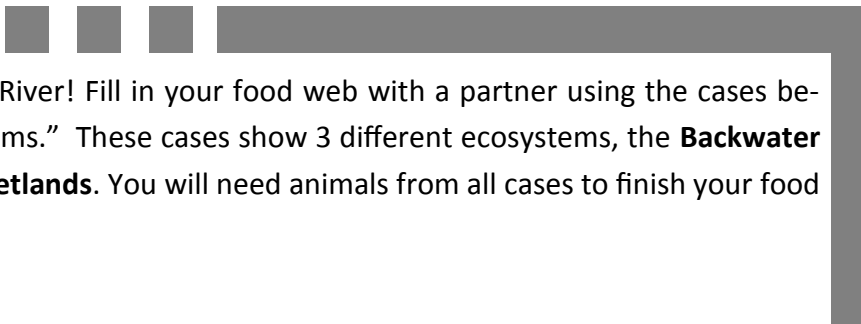 River! Fill in your food web with a partner using the cases be-
ms.” These cases show 3 different ecosystems, the Backwater
etlands. You will need animals from all cases to finish your food